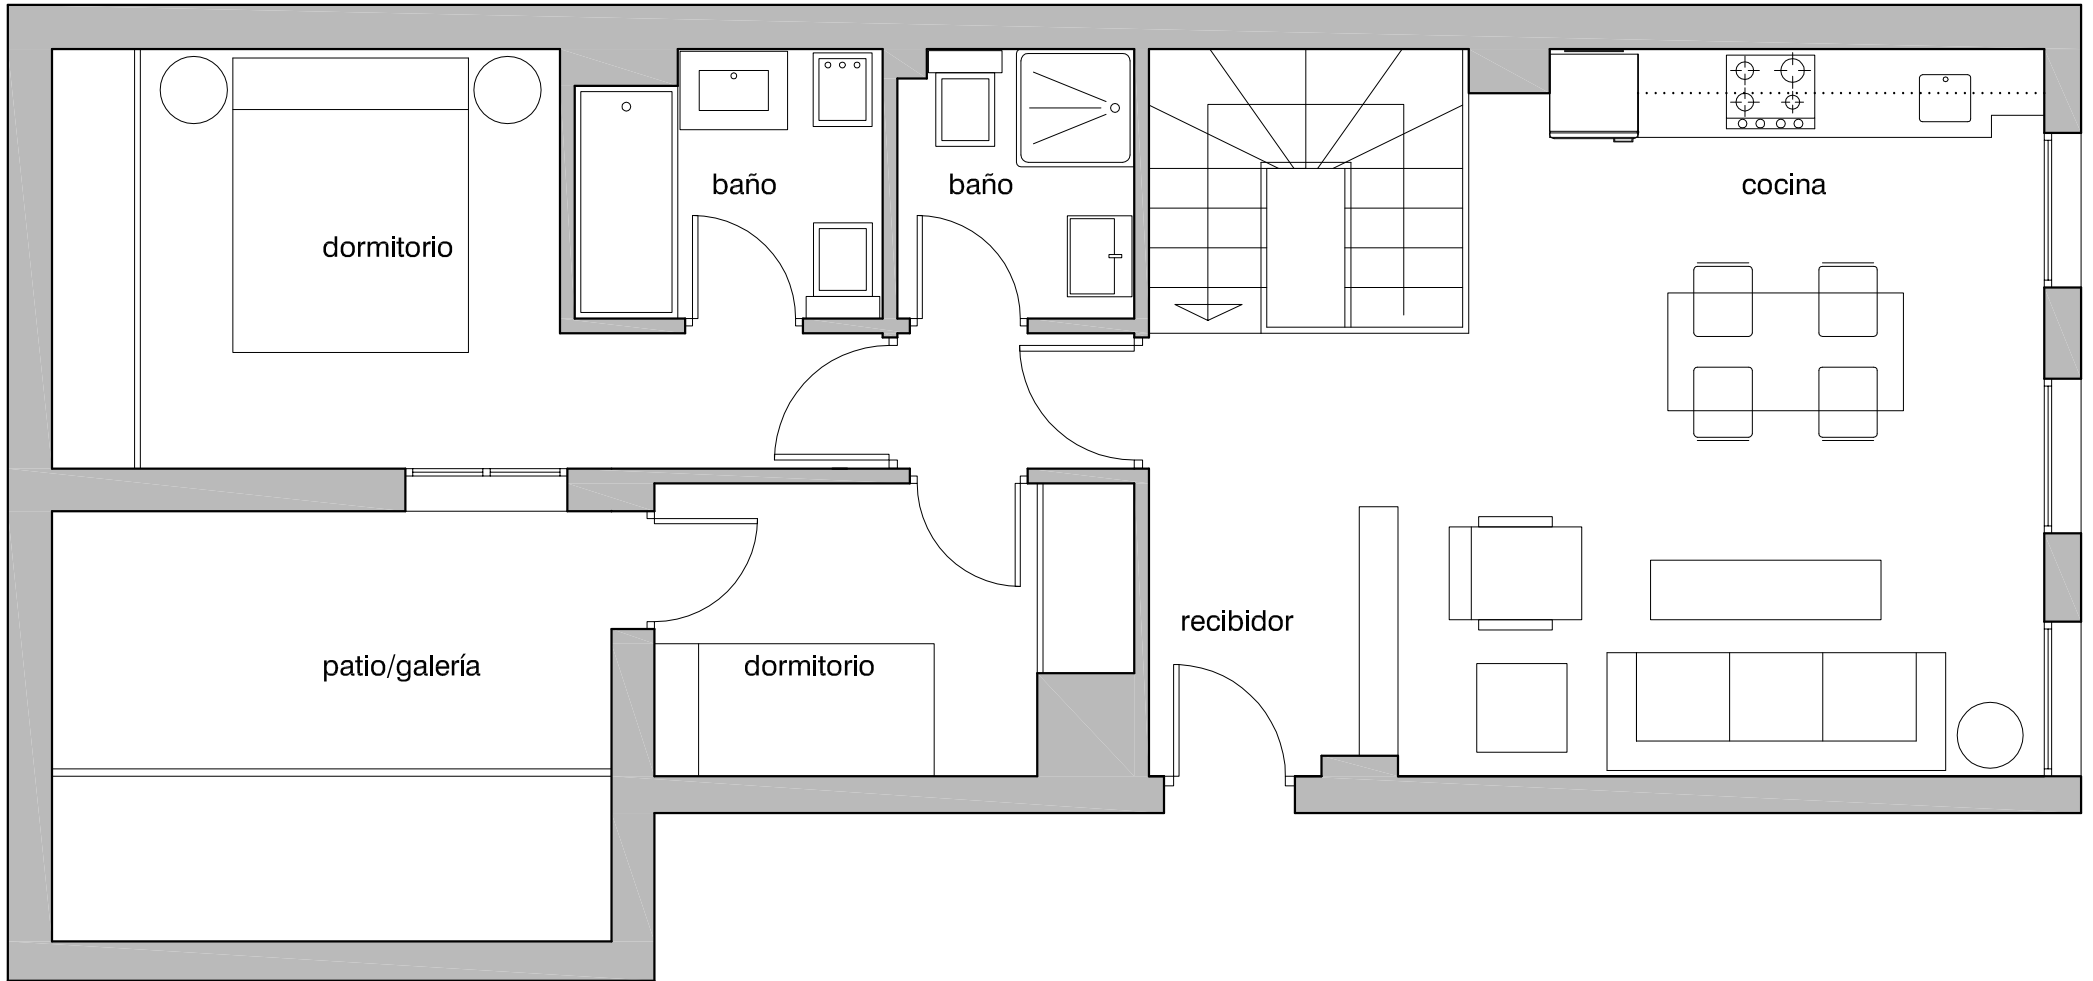 baño
baño
cocina
dormitorio
recibidor
patio/galería
dormitorio